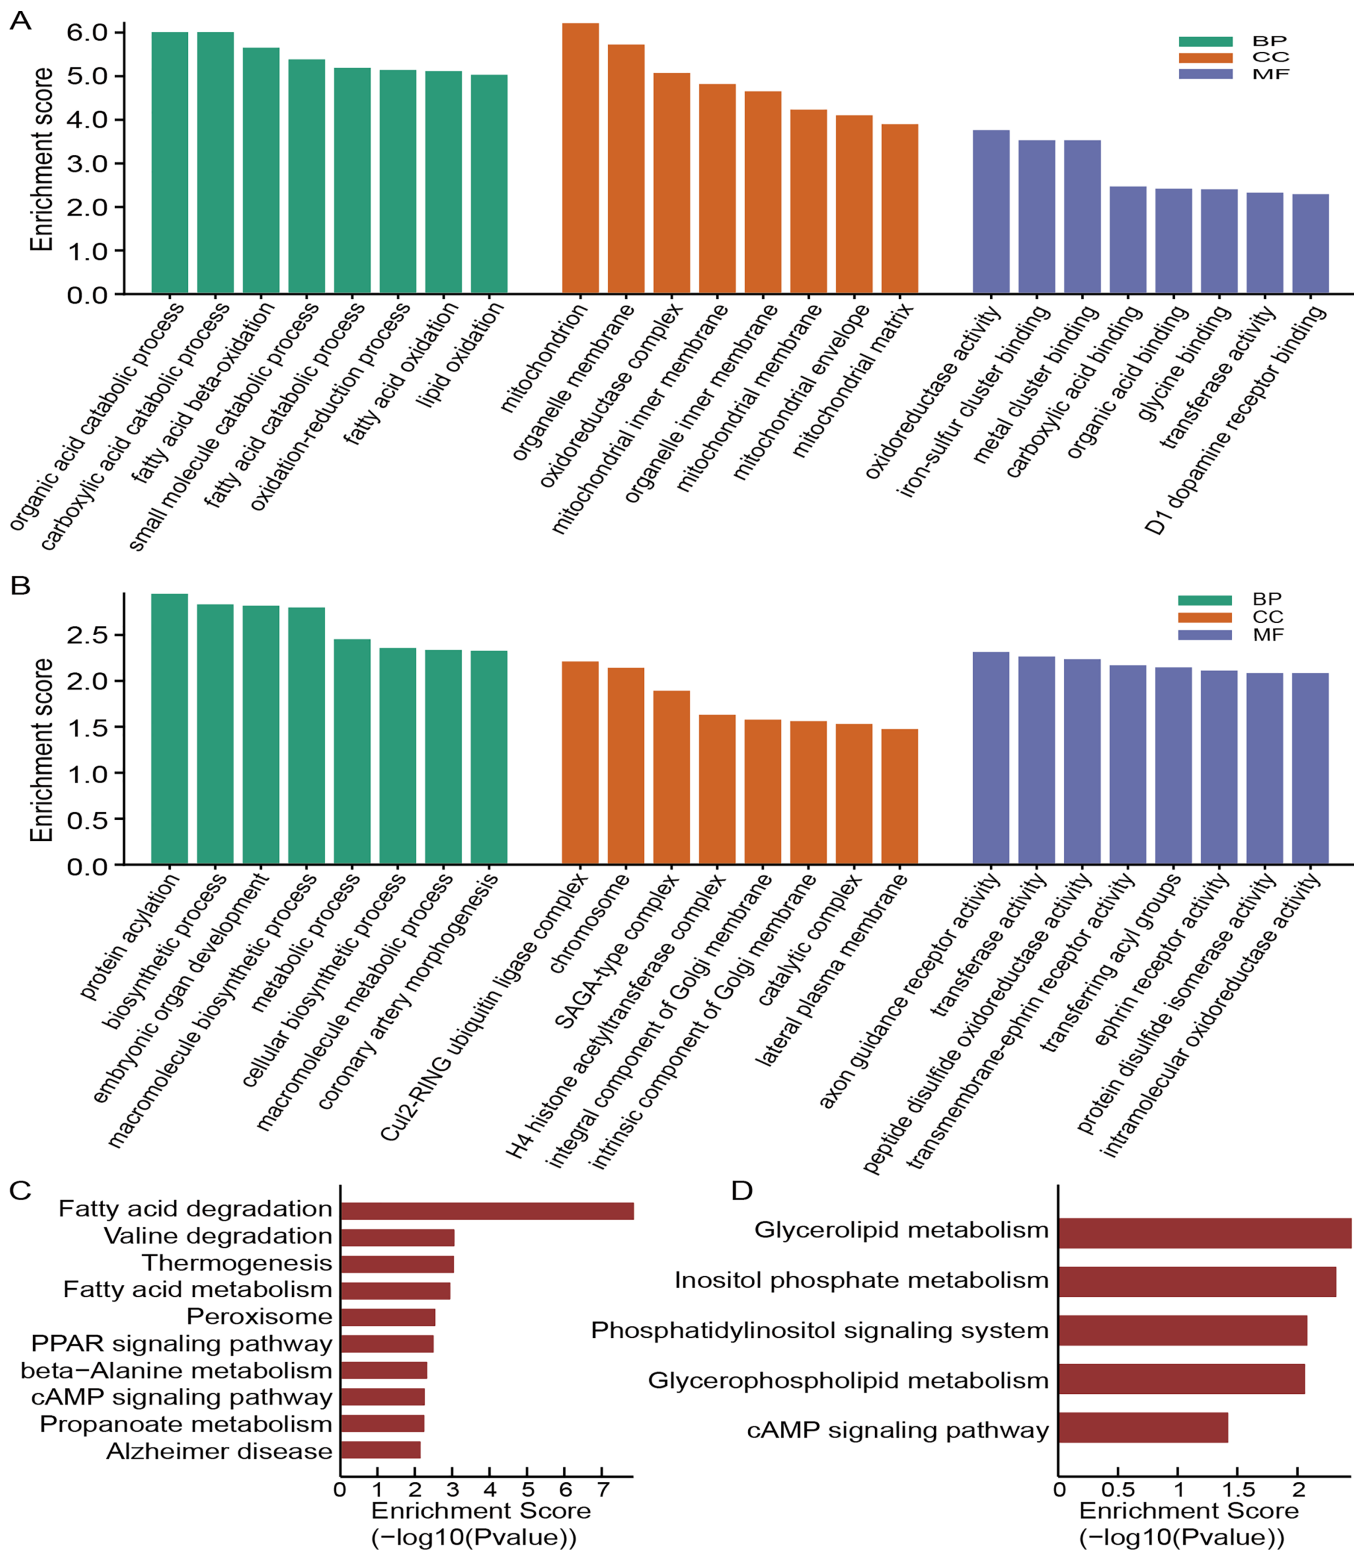 A
Enrichment score
6.0
5.0
4.0
3.0
2.0
1.0
0.0
BP
CC
MF
organic acid catabolic process
carboxylic acid catabolic process
fatty acid beta-oxidation
small molecule catabolic process
fatty acid catabolic process
oxidation-reduction process
fatty acid oxidation
lipid oxidation
mitochondrion
organelle membrane
oxidoreductase complex
mitochondrial inner membrane
organelle inner membrane
mitochondrial membrane
mitochondrial envelope
mitochondrial matrix
oxidoreductase activity
iron-sulfur cluster binding
metal cluster binding
carboxylic acid binding
organic acid binding
glycine binding
transferase activity
D1 dopamine receptor binding
B
Enrichment score
2.5
2.0
1.5
1.0
0.5
0.0
BP
CC
MF
protein acylation
biosynthetic process
embryonic organ development
macromolecule biosynthetic process
metabolic process
cellular biosynthetic process
macromolecule metabolic process
coronary artery morphogenesis
Cul2-RING ubiquitin ligase complex
chromosome
SAGA-type complex
H4 histone acetyltransferase complex
integral component of Golgi membrane
intrinsic component of Golgi membrane
catalytic complex
lateral plasma membrane
axon guidance receptor activity
transferase activity
peptide disulfide oxidoreductase activity
transmembrane-ephrin receptor activity
transferring acyl groups
ephrin receptor activity
protein disulfide isomerase activity
intramolecular oxidoreductase activity
C
Fatty acid degradation
Valine degradation
Thermogenesis
Fatty acid metabolism
Peroxisome
PPAR signaling pathway
beta−Alanine metabolism
cAMP signaling pathway
Propanoate metabolism
Alzheimer disease
0 1 2 3 4 5 6 7
Enrichment Score
(−log10(Pvalue))
D
Glycerolipid metabolism
Inositol phosphate metabolism
Phosphatidylinositol signaling system
Glycerophospholipid metabolism
cAMP signaling pathway
0 0.5 1 1.5 2
Enrichment Score
(−log10(Pvalue))